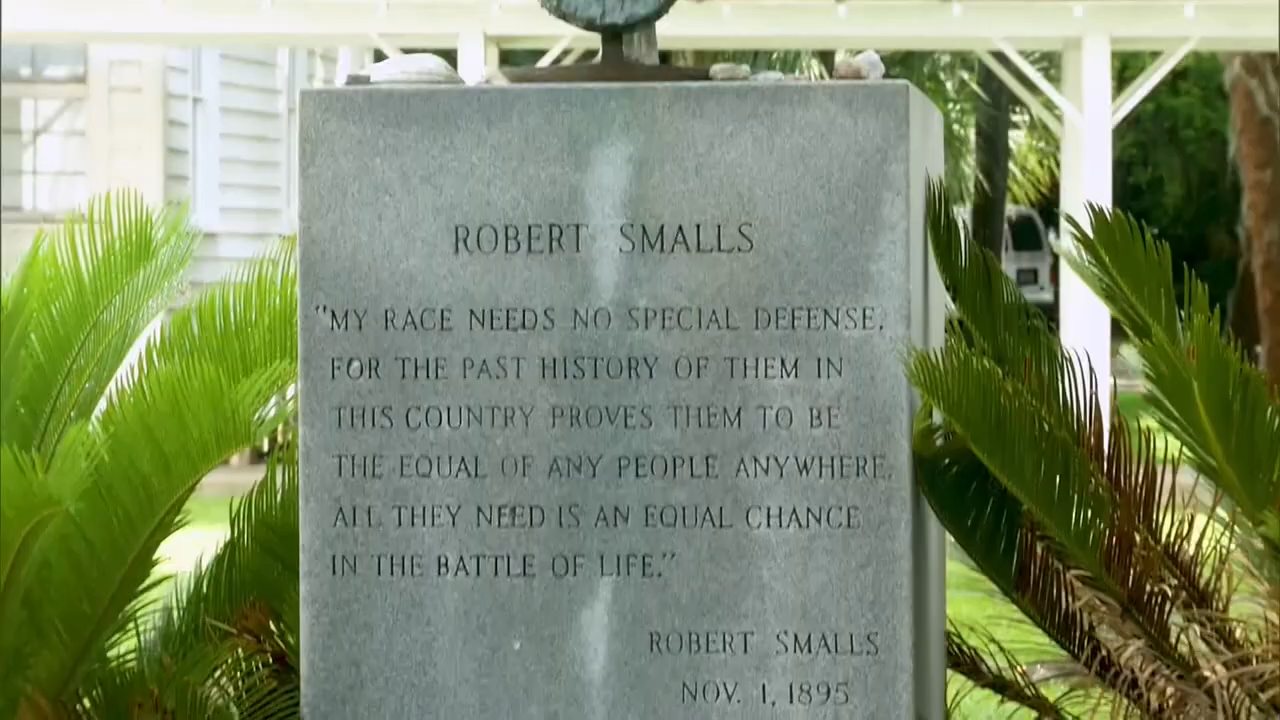 ROBERT SMALLS
"MY RACE NEEDS NO SPECIAL DEFENSE,
FOR THE PAST HISTORY OF THEM IN
THIS COUNTRY PROVES THEM TO BE
THE EQUAL OF ANY PEOPLE ANYWHERE.
ALL THEY NEED IS AN EQUAL CHANCE
IN THE BATTLE OF LIFE."
ROBERT SMALLS
NOV. 1, 1895